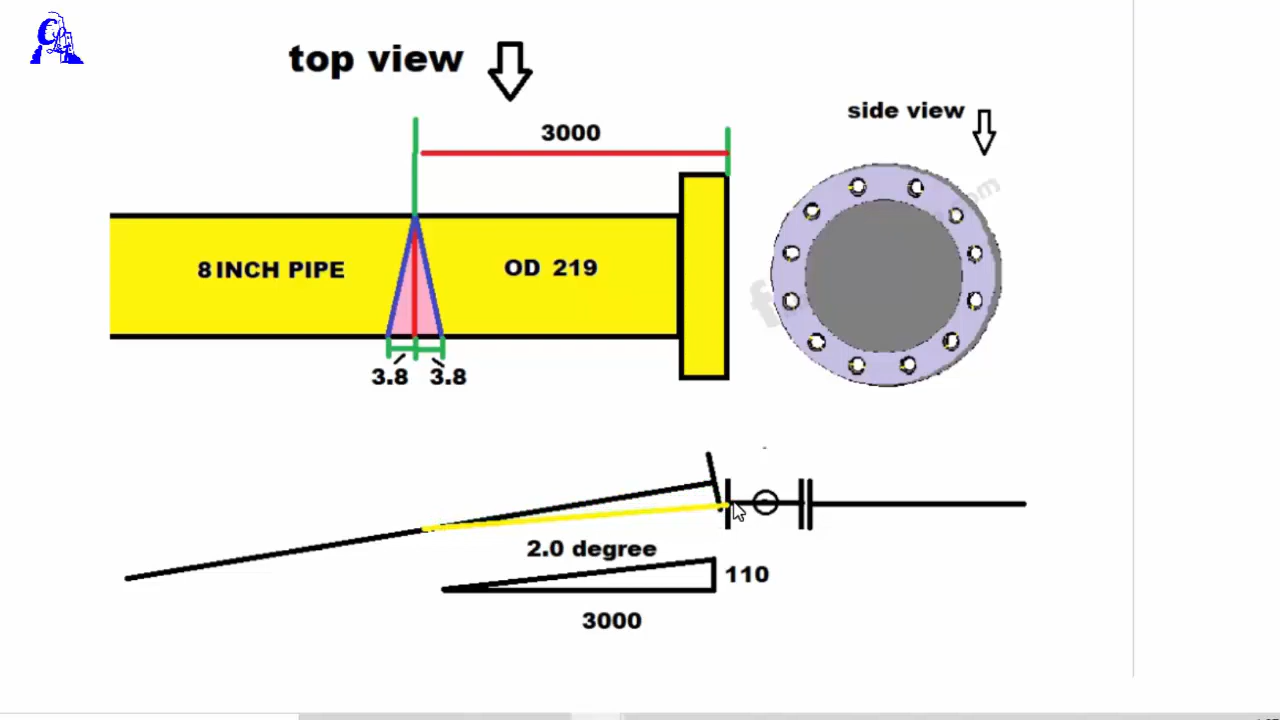 top view
side view
3000
8 INCH PIPE
OD 219
3.8 3.8
2.0 degree
110
3000